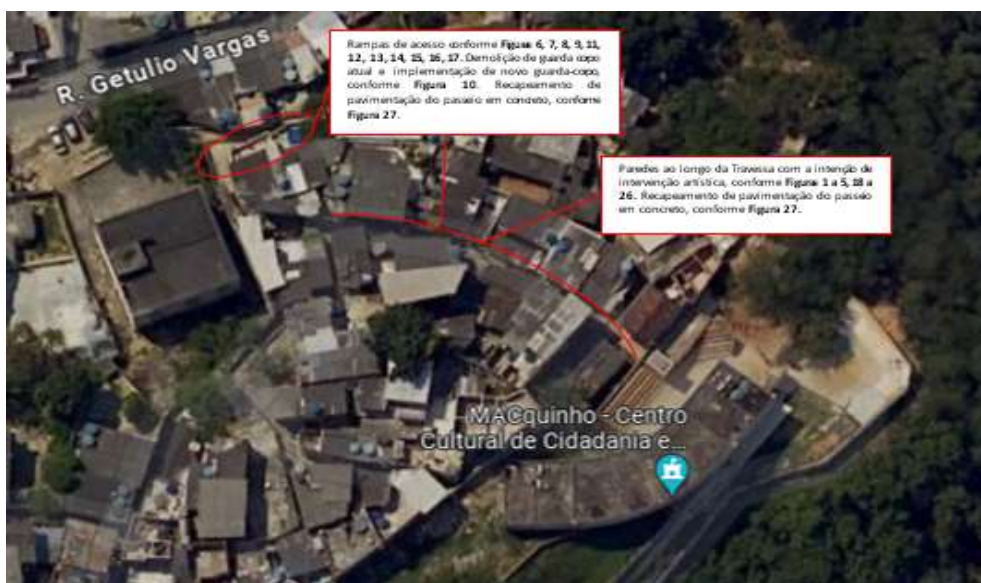 R. Getulio Vargas
Rampas de acesso conforme Figuras 6, 7, 8, 9, 11,
12, 13, 14, 15, 16, 17. Demolição de guarda copo
atual e implementação de novo guarda-copo,
conforme Figura 10. Recapeamento de
pavimentação do passeio em concreto, conforme
Figura 27.
Paredes ao longo da Travessa com a intenção de
intervenção artística, conforme Figuras 1 a 5, 18 a
26. Recapeamento de pavimentação do passeio
em concreto, conforme Figura 27.
MACquinho - Centro
Cultural de Cidadania e...